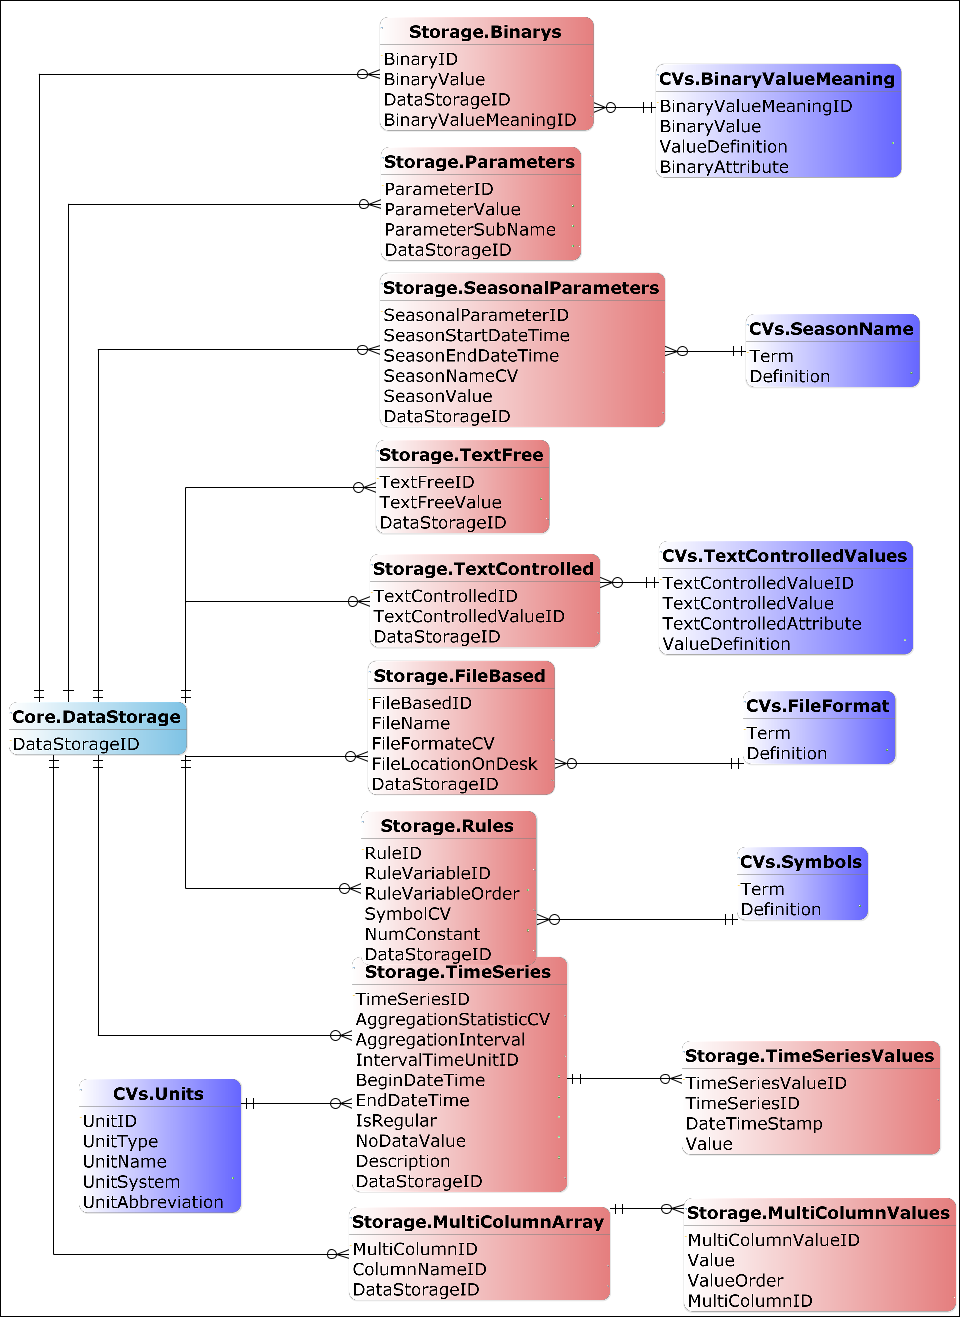 Storage.Binarys
BinaryID
BinaryValue
DataStorageID
BinaryValueMeaningID
CVs.BinaryValueMeaning
BinaryValueMeaningID
BinaryValue
ValueDefinition
BinaryAttribute
Storage.Parameters
ParameterID
ParameterValue
ParameterSubName
DataStorageID
Storage.SeasonalParameters
SeasonalParameterID
SeasonStartDateTime
SeasonEndDateTime
SeasonNameCV
SeasonValue
DataStorageID
CVs.SeasonName
Term
Definition
Storage.TextFree
TextFreeID
TextFreeValue
DataStorageID
Storage.TextControlled
TextControlledID
TextControlledValueID
DataStorageID
CVs.TextControlledValues
TextControlledValueID
TextControlledValue
TextControlledAttribute
ValueDefinition
Core.DataStorage
DataStorageID
Storage.FileBased
FileBasedID
FileName
FileFormateCV
FileLocationOnDesk
DataStorageID
CVs.FileFormat
Term
Definition
Storage.Rules
RuleID
RuleVariableID
RuleVariableOrder
SymbolCV
NumConstant
DataStorageID
CVs.Symbols
Term
Definition
Storage.TimeSeries
TimeSeriesID
AggregationStatisticCV
AggregationInterval
IntervalTimeUnitID
BeginDateTime
EndDateTime
IsRegular
NoDataValue
Description
DataStorageID
Storage.TimeSeriesValues
TimeSeriesValueID
TimeSeriesID
DateTimeStamp
Value
CVs.Units
UnitID
UnitType
UnitName
UnitSystem
UnitAbbreviation
Storage.MultiColumnArray
MultiColumnID
ColumnNameID
DataStorageID
Storage.MultiColumnValues
MultiColumnValueID
Value
ValueOrder
MultiColumnID